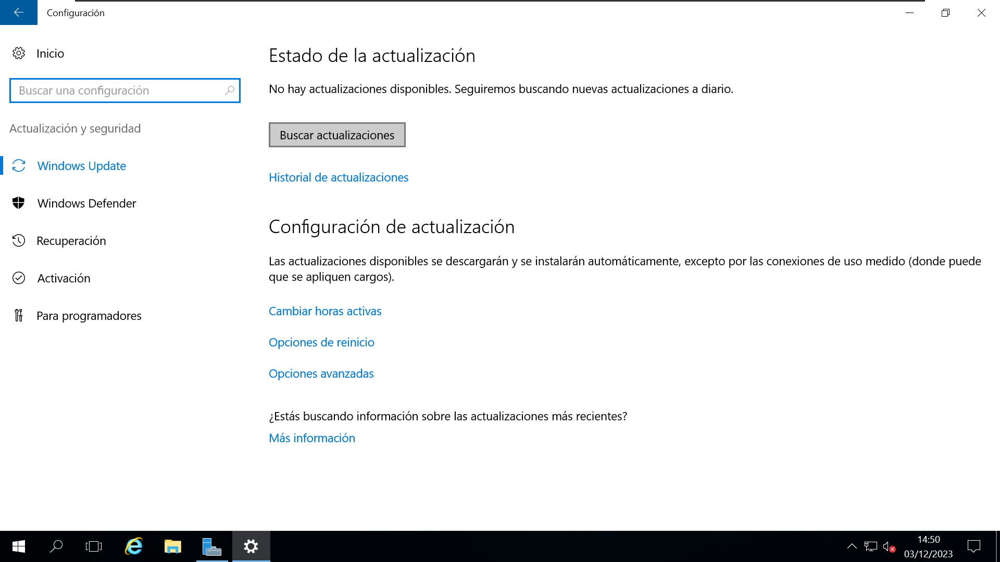 Configuración
Inicio
Buscar una configuración
Actualización y seguridad
Windows Update
Windows Defender
Recuperación
Activación
Para programadores
Estado de la actualización
No hay actualizaciones disponibles. Seguiremos buscando nuevas actualizaciones a diario.
Buscar actualizaciones
Historial de actualizaciones
Configuración de actualización
Las actualizaciones disponibles se descargarán y se instalarán automáticamente, excepto por las conexiones de uso medido (donde puede
que se apliquen cargos).
Cambiar horas activas
Opciones de reinicio
Opciones avanzadas
¿Estás buscando información sobre las actualizaciones más recientes?
Más información
14:50
03/12/2023